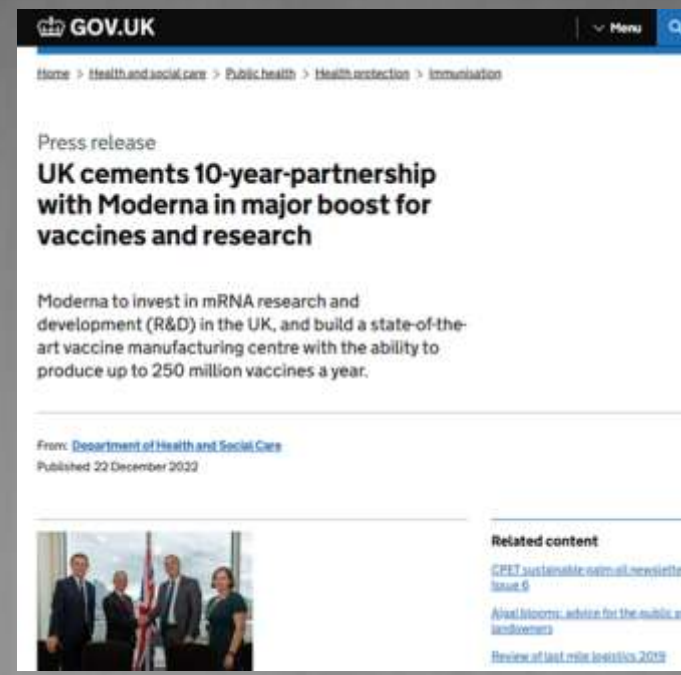 GOV.UK
Menu
Home > Health and social care > Public health > Health protection > Immunisation
Press release
UK cements 10-year-partnership
with Moderna in major boost for
vaccines and research
Moderna to invest in mRNA research and
development (R&D) in the UK, and build a state-of-the-
art vaccine manufacturing centre with the ability to
produce up to 250 million vaccines a year.
From: Department of Health and Social Care
Published 22 December 2022
Related content
CPET sustainable palm oil newslette
Issue 6
Algal blooms: advice for the public a
landowners
Review of last mile logistics 2019